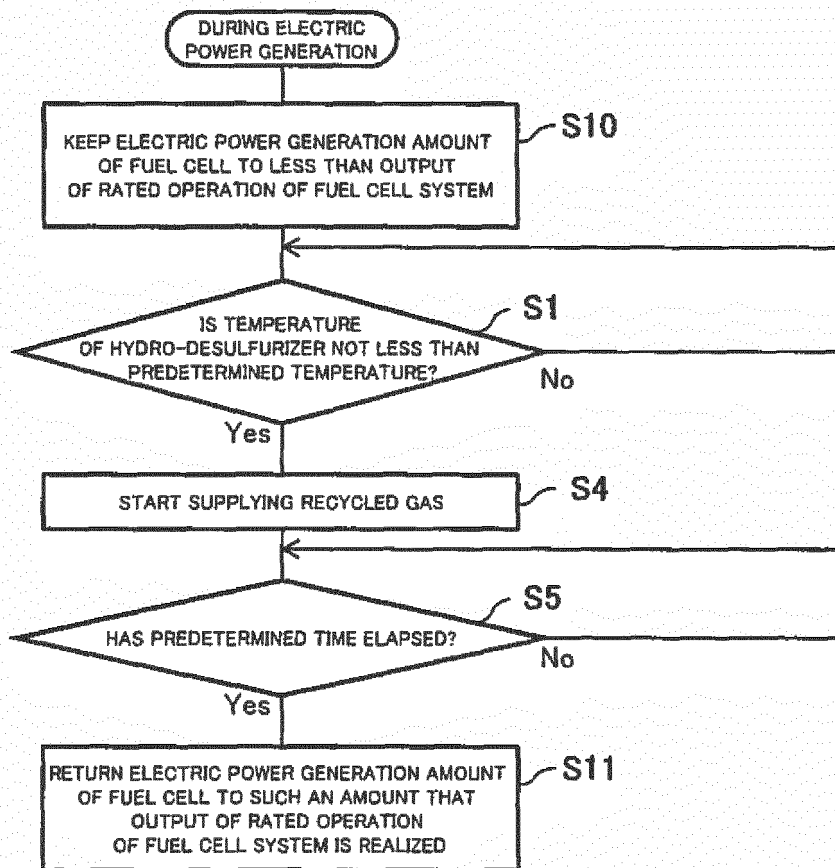 DURING ELECTRIC
POWER GENERATION
KEEP ELECTRIC POWER GENERATION AMOUNT
OF FUEL CELL TO LESS THAN OUTPUT
OF RATED OPERATION OF FUEL CELL SYSTEM
S10
IS TEMPERATURE
OF HYDRO-DESULFURIZER NOT LESS THAN
PREDETERMINED TEMPERATURE?
S1
No
Yes
START SUPPLYING RECYCLED GAS
S4
HAS PREDETERMINED TIME ELAPSED?
S5
No
Yes
RETURN ELECTRIC POWER GENERATION AMOUNT
OF FUEL CELL TO SUCH AN AMOUNT THAT
OUTPUT OF RATED OPERATION
OF FUEL CELL SYSTEM IS REALIZED
S11